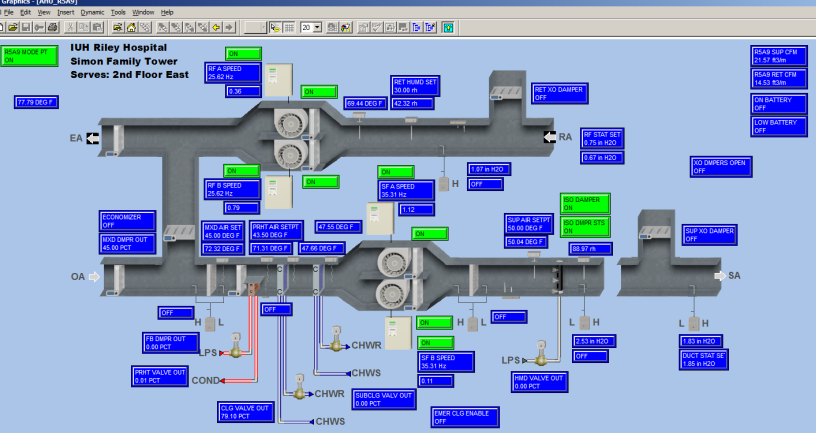 Graphics - [AHU_R5A9]
File Edit View Insert Dynamic Tools Window Help
20
R5A9 MODE PT
ON
77.79 DEG F
IUH Riley Hospital
Simon Family Tower
Serves: 2nd Floor East
ON
RF A SPEED
25.62 Hz
0.36
ON
69.44 DEG F
RET HUMD SET
30.00 rh
42.32 rh
RET XO DAMPER
OFF
R5A9 SUP CFM
21.57 ft3/m
R5A9 RET CFM
14.53 ft3/m
ON BATTERY
OFF
LOW BATTERY
OFF
EA
RA
RF STAT SET
0.75 in H2O
0.67 in H2O
XO DMPERS OPEN
OFF
ON
RF B SPEED
25.62 Hz
0.79
ON
ON
SF A SPEED
35.31 Hz
1.12
H
1.07 in H2O
OFF
ISO DAMPER
ON
ISO DMPR STS
ON
ECONOMIZER
OFF
MXD DMPR OUT
45.00 PCT
MXD AIR SET
45.00 DEG F
72.32 DEG F
PRHT AIR SETPT
43.50 DEG F
71.31 DEG F
47.55 DEG F
47.66 DEG F
ON
SUP AIR SETPT
50.00 DEG F
50.04 DEG F
88.97 rh
SUP XO DAMPER
OFF
OA
SA
OFF
H L
OFF
ON
H L
OFF
L H
L H
FB DMPR OUT
0.00 PCT
LPS
CHWR
ON
SF B SPEED
35.31 Hz
0.11
LPS
2.53 in H2O
OFF
1.83 in H2O
DUCT STAT SE
1.85 in H2O
PRHT VALVE OUT
0.01 PCT
COND
CHWS
CHWR
HMD VALVE OUT
0.00 PCT
SUBCLG VALV OUT
0.00 PCT
CLG VALVE OUT
79.10 PCT
CHWS
EMER CLG ENABLE
OFF